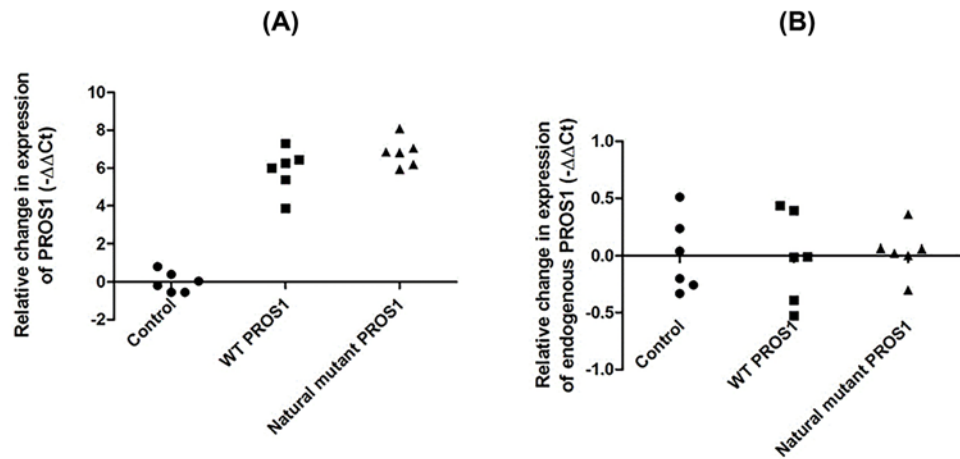 (A)
Relative change in expression
of PROS1 (-ΔΔCt)
10
8
6
4
2
0
-2
Control
WT PROS1
Natural mutant PROS1
(B)
Relative change in expression
of endogenous PROS1 (-ΔΔCt)
1.0
0.5
0.0
-0.5
-1.0
Control
WT PROS1
Natural mutant PROS1